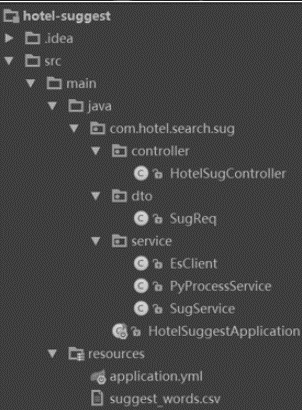 hotel-suggest
.idea
src
main
java
com.hotel.search.sug
controller
HotelSugController
dto
SugReq
service
EsClient
PyProcessService
SugService
HotelSuggestApplication
resources
application.yml
suggest_words.csv